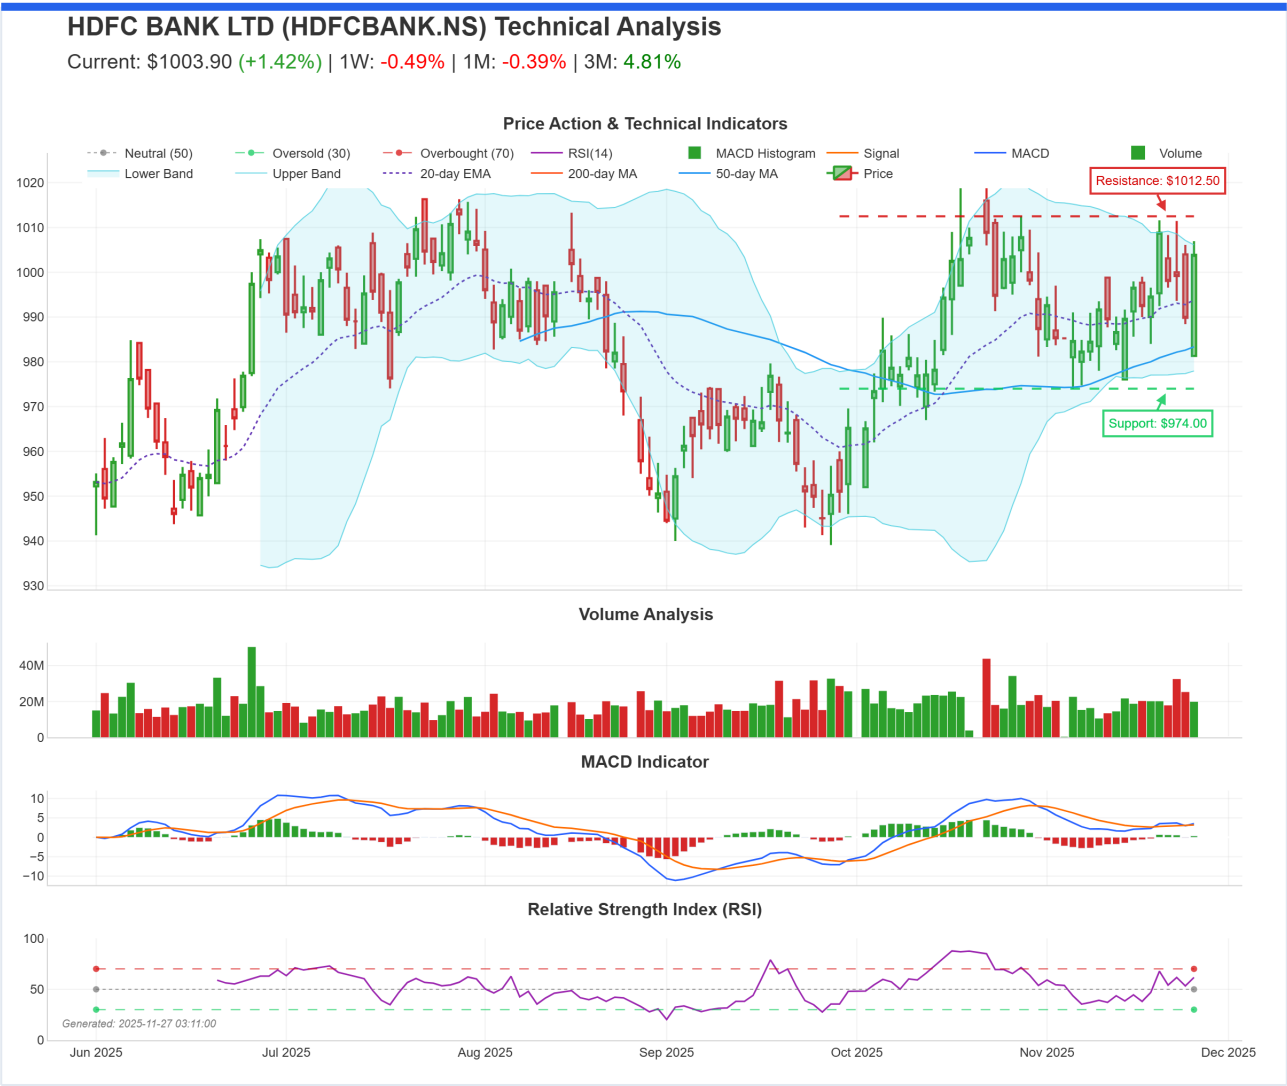 HDFC BANK LTD (HDFCBANK.NS) Technical Analysis
Current: $1003.90 (+1.42%) | 1W: -0.49% | 1M: -0.39% | 3M: 4.81%
Price Action & Technical Indicators
Neutral (50) Oversold (30) Overbought (70) RSI(14) MACD Histogram Signal MACD Volume
Lower Band Upper Band 20-day EMA 200-day MA 50-day MA Price
Resistance: $1012.50
1020
1010
1000
990
980
970
960
950
940
930
Support: $974.00
Volume Analysis
40M
20M
0
MACD Indicator
10
5
0
−5
−10
Relative Strength Index (RSI)
100
50
0
Generated: 2025-11-27 03:11:00
Jun 2025 Jul 2025 Aug 2025 Sep 2025 Oct 2025 Nov 2025 Dec 2025